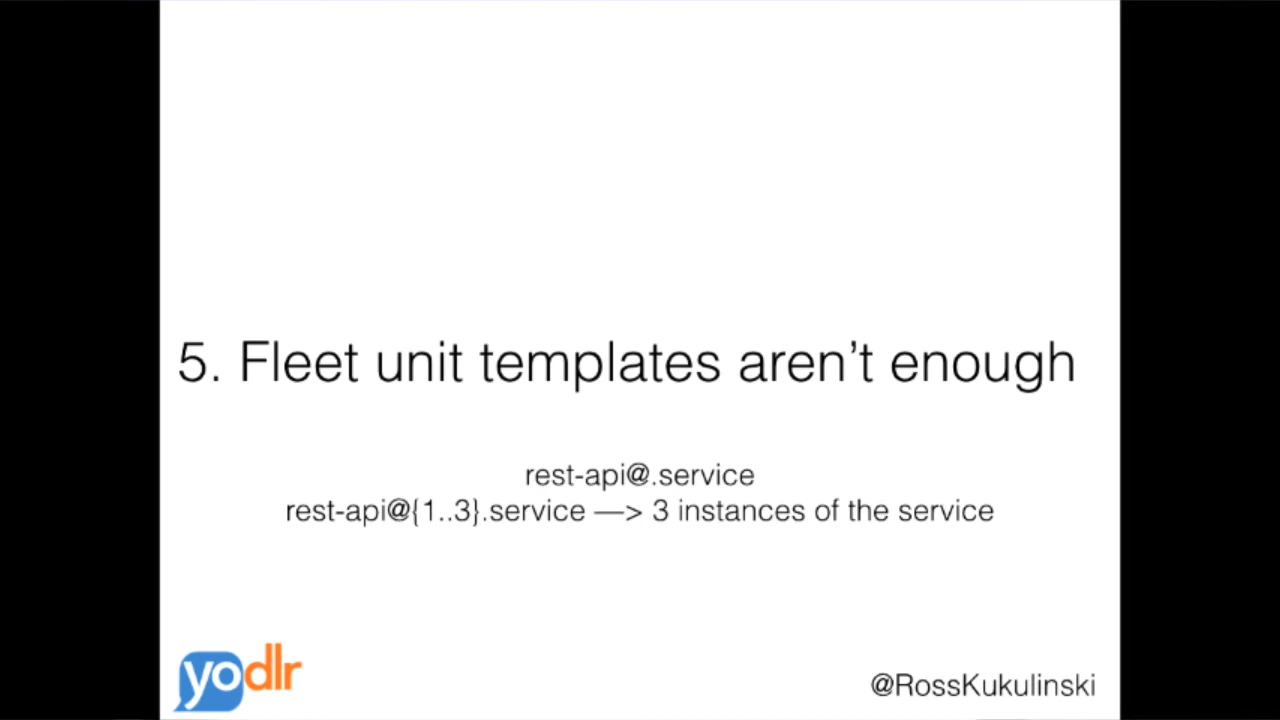 5. Fleet unit templates aren’t enough
rest-api@.service
rest-api@{1..3}.service —> 3 instances of the service
yodlr
@RossKukulinski